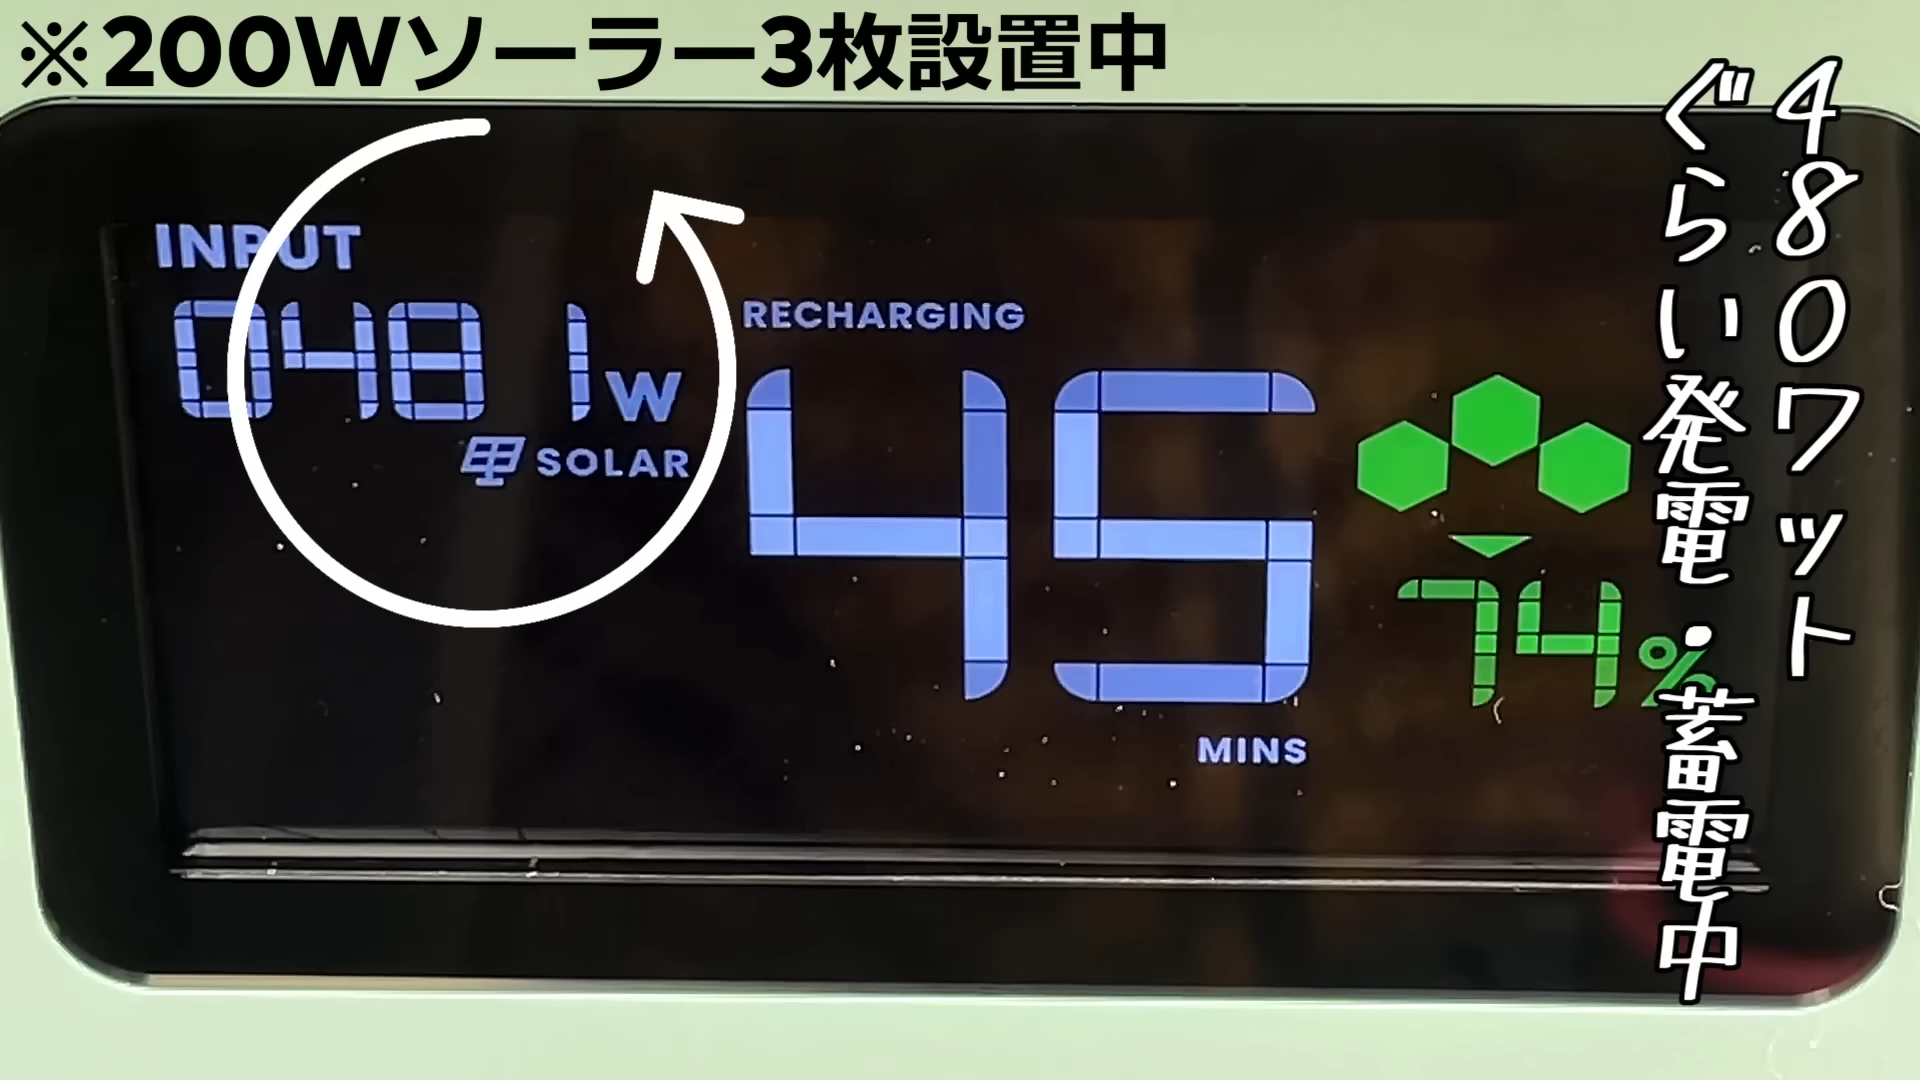 ※200Wソーラー3枚設置中
INPUT
0481W
SOLAR
RECHARGING
45
MINS
74%
480ワット
ぐらい発電・蓄電中